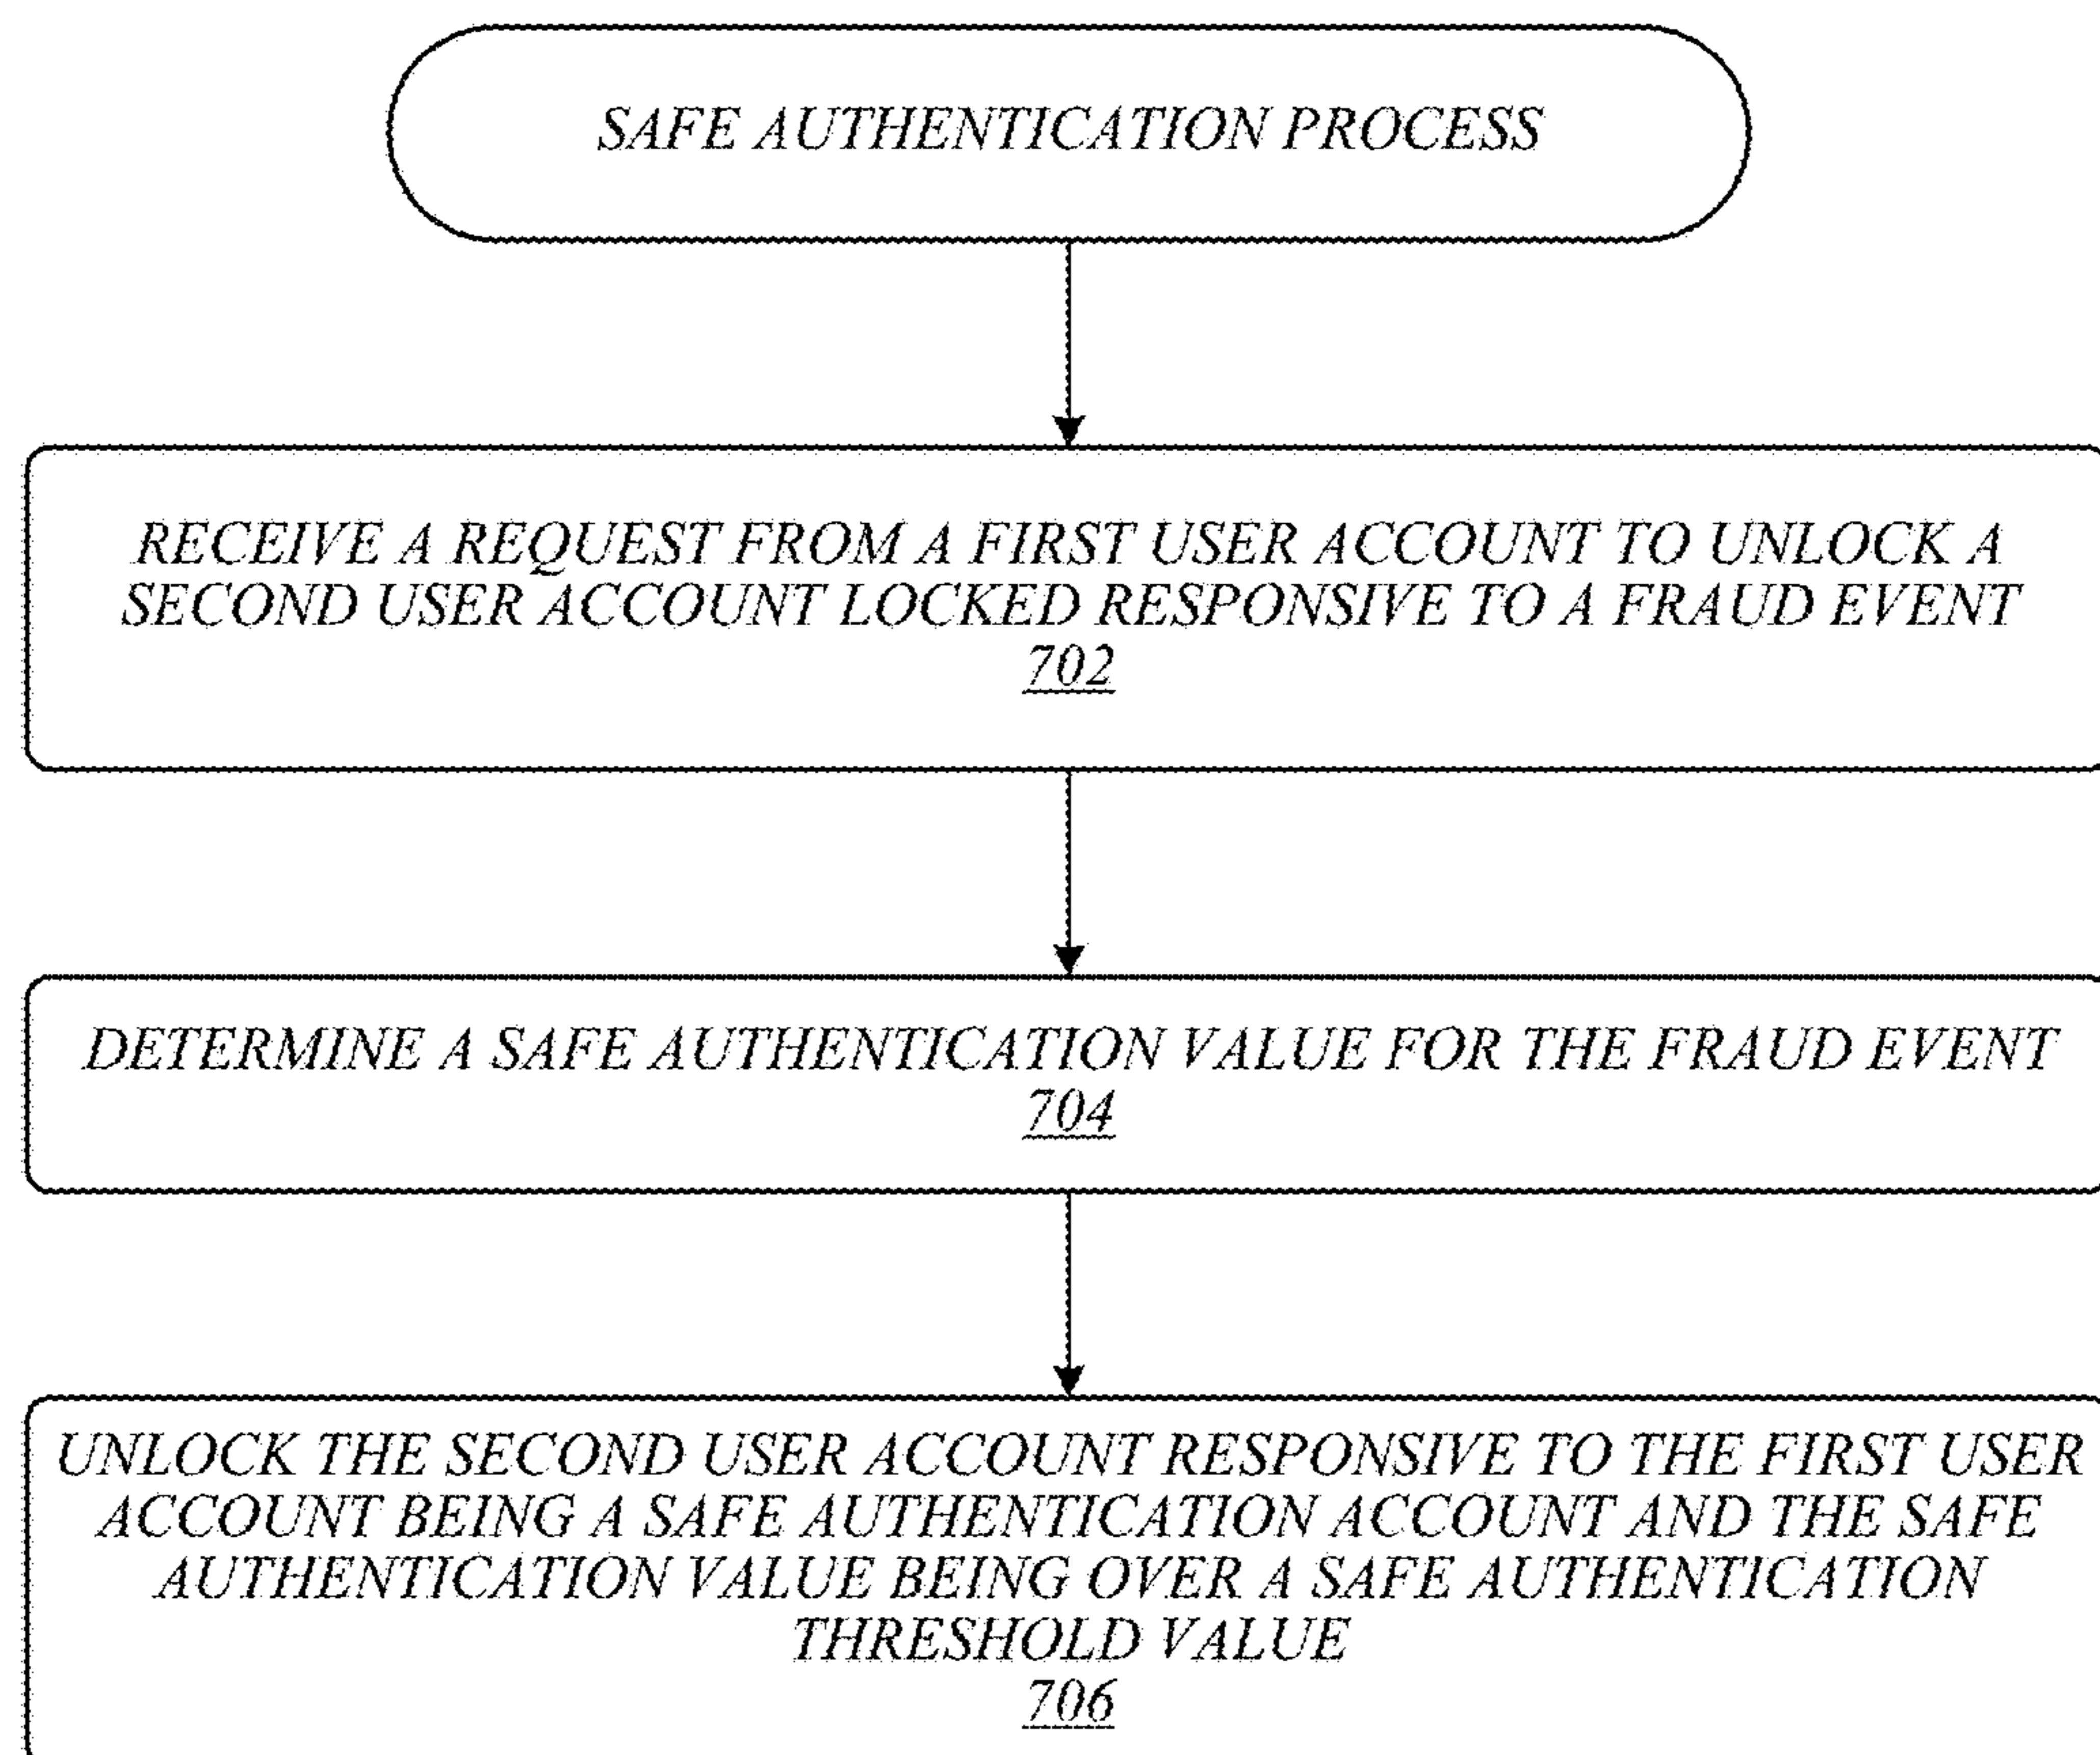 SAFE AUTHENTICATION PROCESS
RECEIVE A REQUEST FROM A FIRST USER ACCOUNT TO UNLOCK A
SECOND USER ACCOUNT LOCKED RESPONSIVE TO A FRAUD EVENT
702
DETERMINE A SAFE AUTHENTICATION VALUE FOR THE FRAUD EVENT
704
UNLOCK THE SECOND USER ACCOUNT RESPONSIVE TO THE FIRST USER
ACCOUNT BEING A SAFE AUTHENTICATION ACCOUNT AND THE SAFE
AUTHENTICATION VALUE BEING OVER A SAFE AUTHENTICATION
THRESHOLD VALUE
706